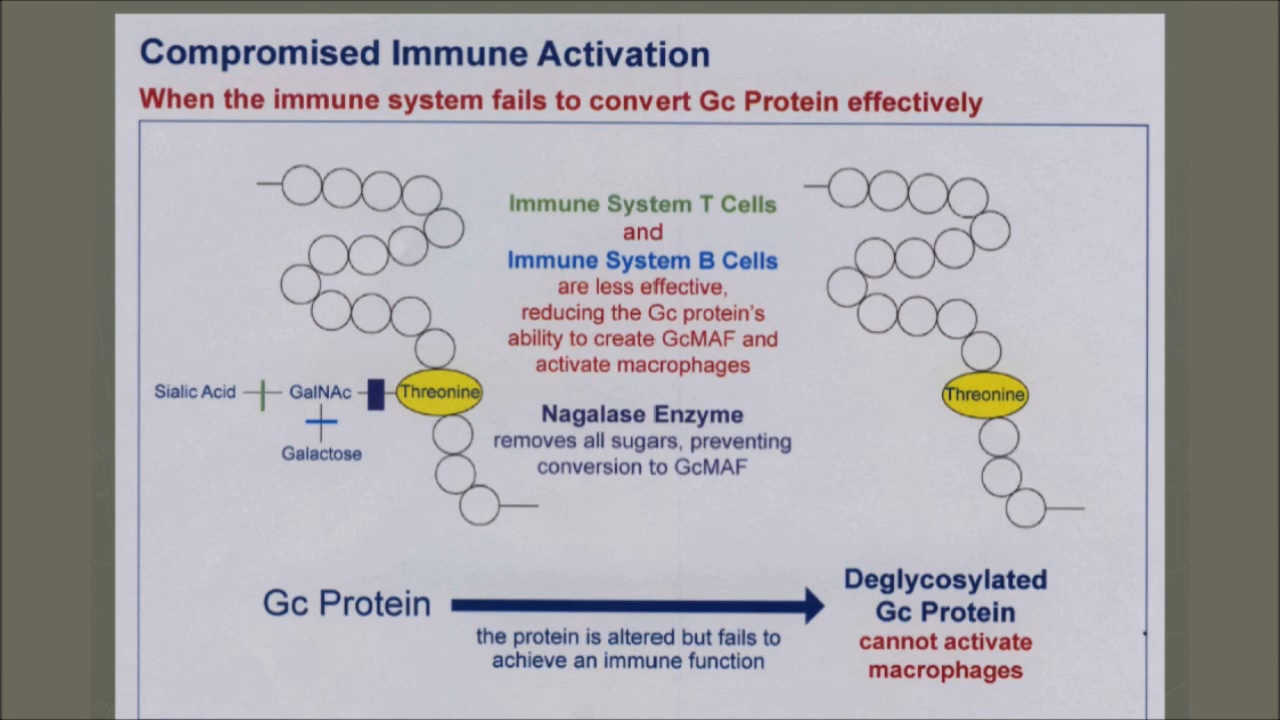 Compromised Immune Activation
When the immune system fails to convert Gc Protein effectively
Immune System T Cells
and
Immune System B Cells
are less effective,
reducing the Gc protein's
ability to create GcMAF and
activate macrophages
Sialic Acid
GalNAc
Threonine
Galactose
Nagalase Enzyme
removes all sugars, preventing
conversion to GcMAF
Threonine
Gc Protein
the protein is altered but fails to
achieve an immune function
Deglycosylated
Gc Protein
cannot activate
macrophages